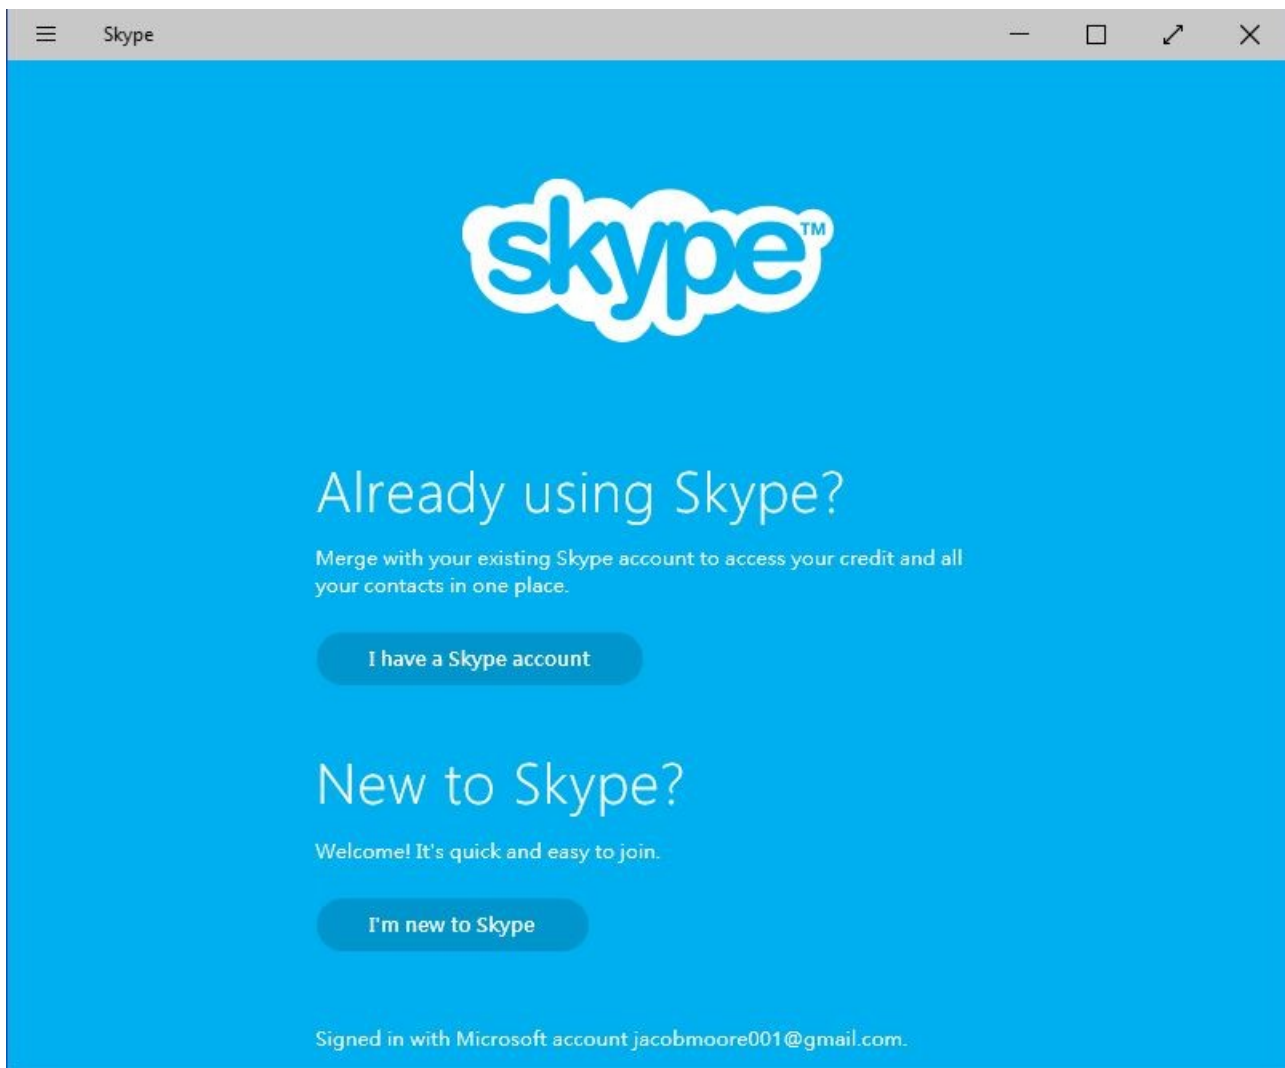 Skype
skype™
Already using Skype?
Merge with your existing Skype account to access your credit and all
your contacts in one place.
I have a Skype account
New to Skype?
Welcome! It's quick and easy to join.
I'm new to Skype
Signed in with Microsoft account jacobmoore001@gmail.com.